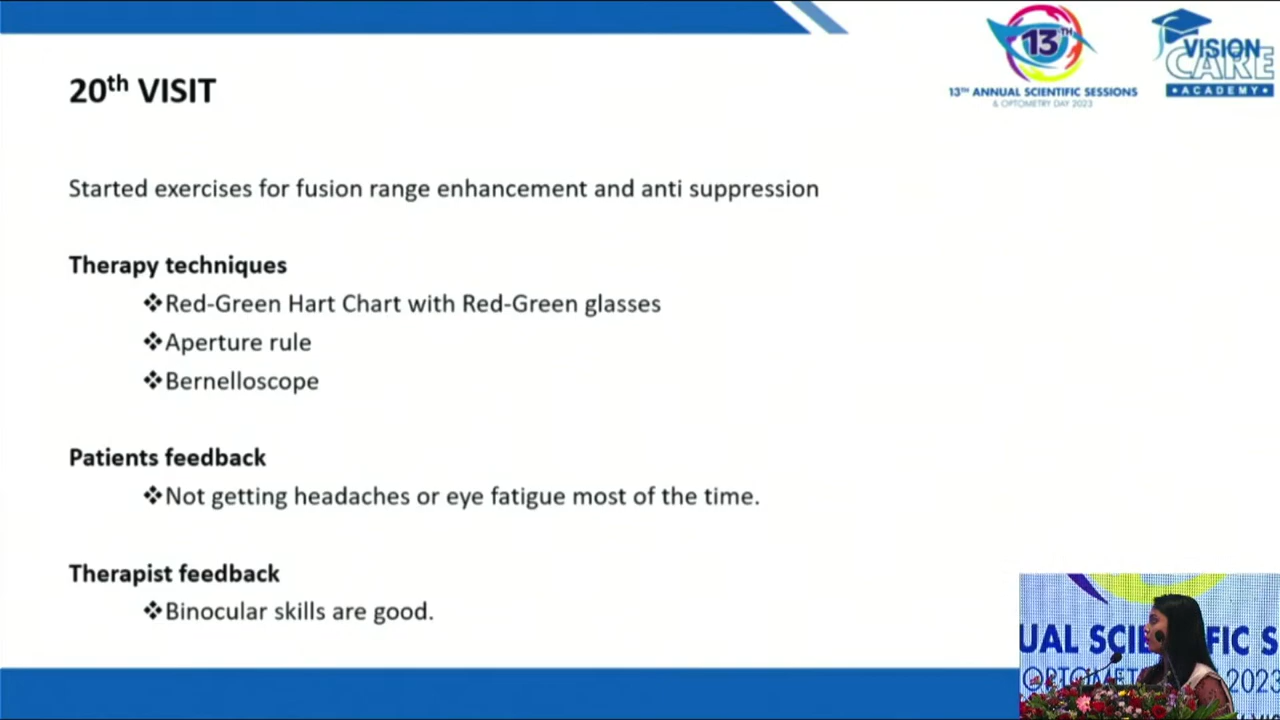 20th VISIT
13TH
13TH ANNUAL SCIENTIFIC SESSIONS
& OPTOMETRY DAY 2023
VISION
CARE
•ACADEMY•
Started exercises for fusion range enhancement and anti suppression
Therapy techniques
❖Red-Green Hart Chart with Red-Green glasses
❖Aperture rule
❖Bernelloscope
Patients feedback
❖Not getting headaches or eye fatigue most of the time.
Therapist feedback
❖Binocular skills are good.
UAL SCIE FIC S
OPTOMET 2023